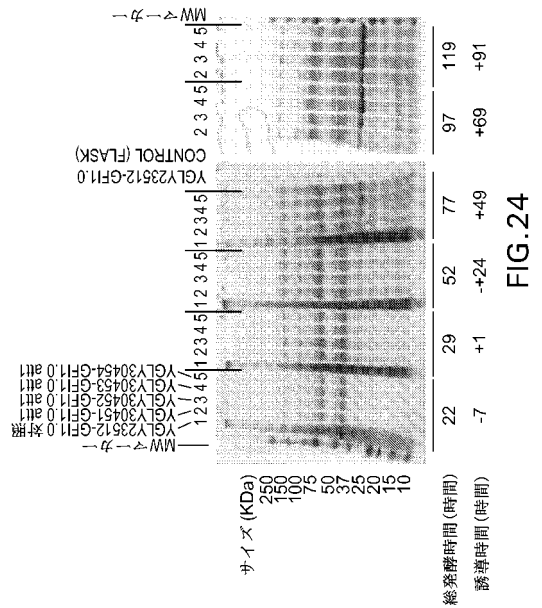 MWマーカー
YGLY23512-GFI1.0 対照
YGLY30451-GFI1.0 att1
YGLY30452-GFI1.0 att1
YGLY30453-GFI1.0 att1
YGLY30454-GFI1.0 att1
YGLY23512-GFI1.0
CONTROL (FLASK)
MWマーカー
1 2 3 4 5 1 2 3 4 5 1 2 3 4 5 1 2 3 4 5 2 3 4 5 2 3 4 5
サイズ (KDa)
250
150
100
75
50
37
25
20
15
10
総発酵時間(時間) 22 29 52 77 97 119
誘導時間(時間) -7 +1 -+24 +49 +69 +91
FIG.24